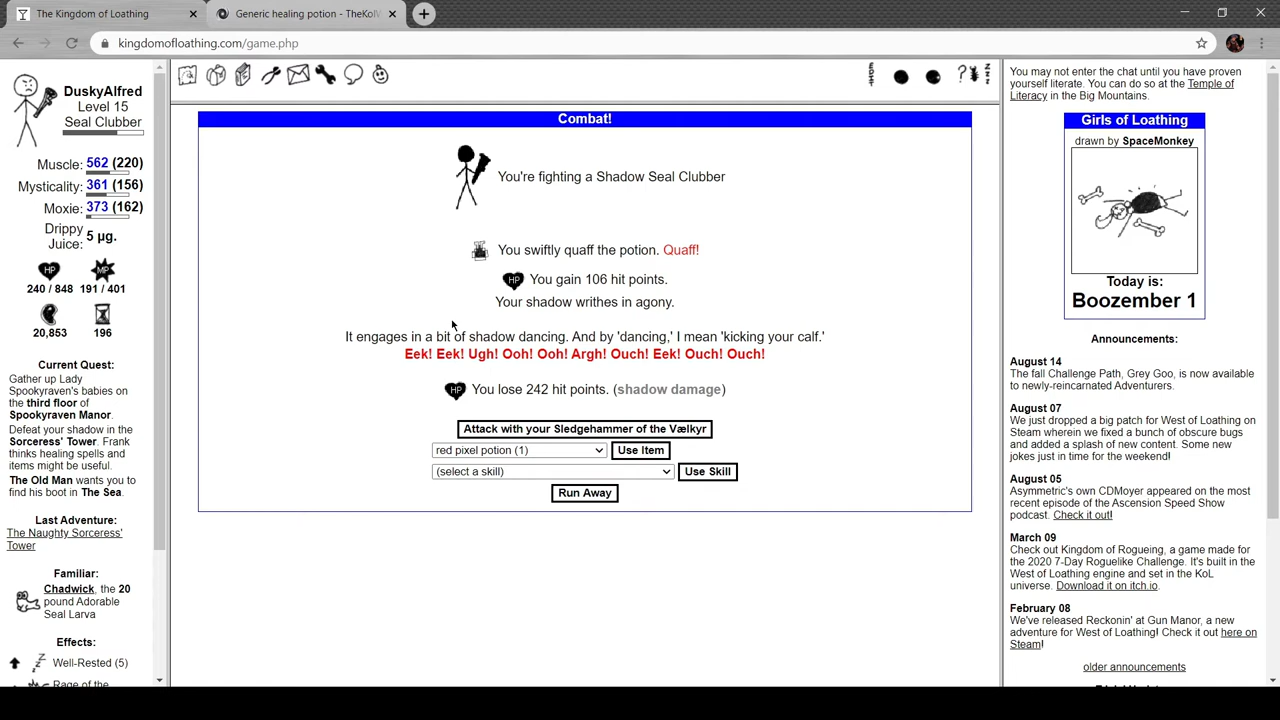 The Kingdom of Loathing
Generic healing potion - TheKolW
kingdomofloathing.com/game.php
DuskyAlfred
Level 15
Seal Clubber
Muscle: 562 (220)
Mysticality: 361 (156)
Moxie: 373 (162)
Drippy
Juice: 5 µg.
HP
MP
240 / 848
191 / 401
20,853
196
Current Quest:
Gather up Lady
Spookyraven's babies on
the third floor of
Spookyraven Manor.
Defeat your shadow in the
Sorceress' Tower. Frank
thinks healing spells and
items might be useful.
The Old Man wants you to
find his boot in The Sea.
Last Adventure:
The Naughty Sorceress'
Tower
Familiar:
Chadwick, the 20
pound Adorable
Seal Larva
Effects:
Well-Rested (5)
Rage of the
Combat!
You're fighting a Shadow Seal Clubber
You swiftly quaff the potion. Quaff!
HP You gain 106 hit points.
Your shadow writhes in agony.
It engages in a bit of shadow dancing. And by 'dancing,' I mean 'kicking your calf.'
Eek! Eek! Ugh! Ooh! Ooh! Argh! Ouch! Eek! Ouch! Ouch!
HP You lose 242 hit points. (shadow damage)
Attack with your Sledgehammer of the Vælkyr
red pixel potion (1) Use Item
(select a skill) Use Skill
Run Away
You may not enter the chat until you have proven
yourself literate. You can do so at the Temple of
Literacy in the Big Mountains.
Girls of Loathing
drawn by SpaceMonkey
Today is:
Boozember 1
Announcements:
August 14
The fall Challenge Path, Grey Goo, is now available
to newly-reincarnated Adventurers.
August 07
We just dropped a big patch for West of Loathing on
Steam wherein we fixed a bunch of obscure bugs
and added a splash of new content. Some new
jokes just in time for the weekend!
August 05
Asymmetric's own CDMoyer appeared on the most
recent episode of the Ascension Speed Show
podcast. Check it out!
March 09
Check out Kingdom of Rogueing, a game made for
the 2020 7-Day Roguelike Challenge. It's built in the
West of Loathing engine and set in the KoL
universe. Download it on itch.io.
February 08
We've released Reckonin' at Gun Manor, a new
adventure for West of Loathing! Check it out here on
Steam!
older announcements